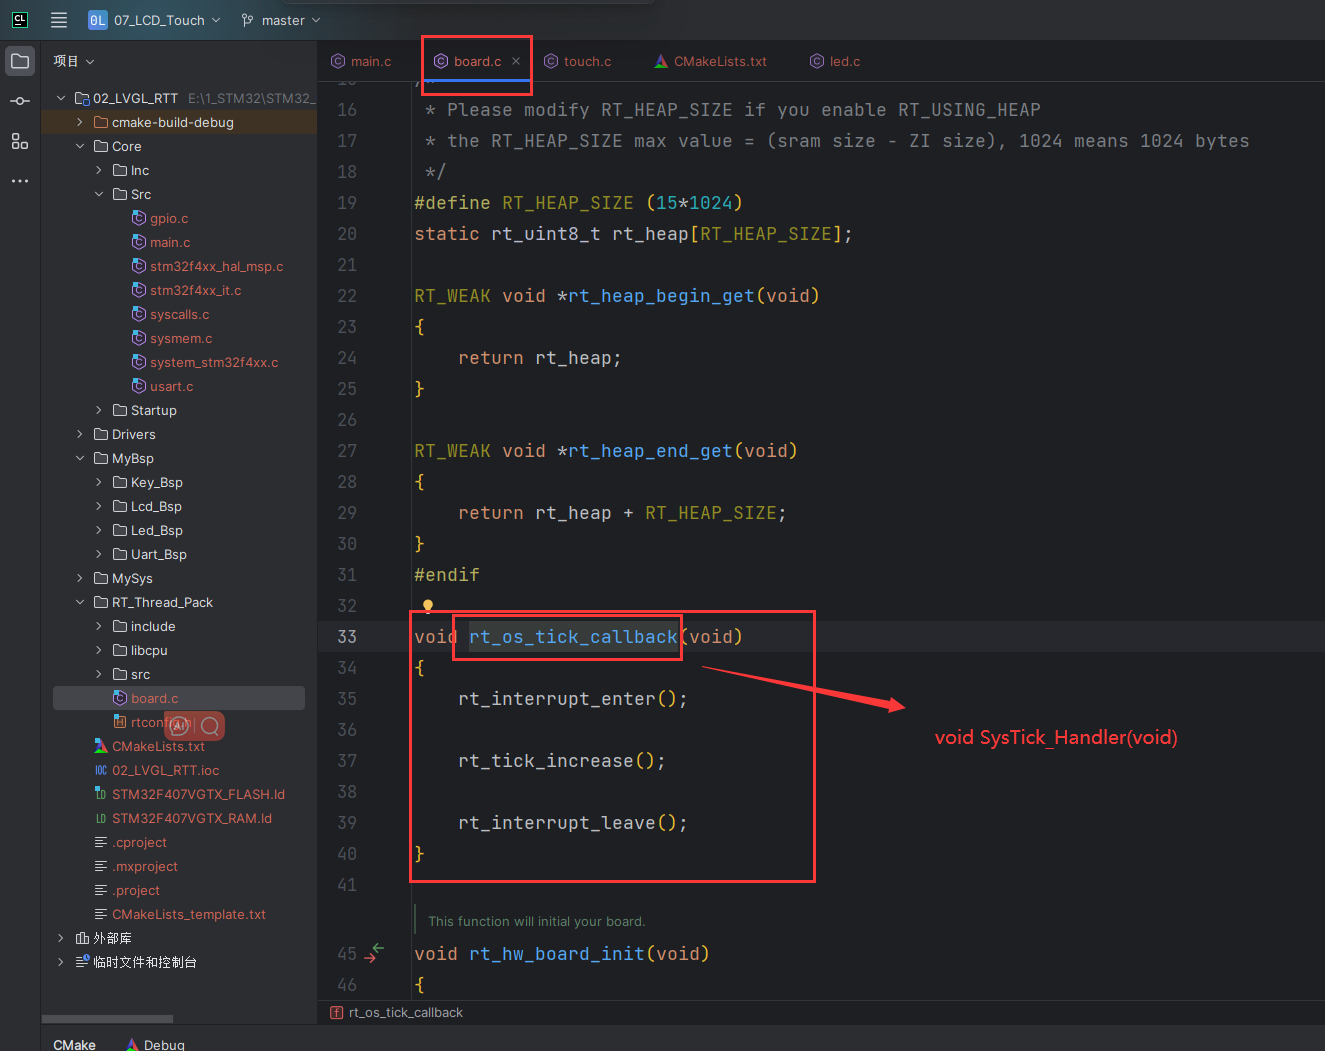 CL
0L 07_LCD_Touch master
项目
main.c board.c × touch.c CMakeLists.txt led.c
02_LVGL_RTT E:\1_STM32\STM32_
cmake-build-debug
Core
Inc
Src
gpio.c
main.c
stm32f4xx_hal_msp.c
stm32f4xx_it.c
syscalls.c
sysmem.c
system_stm32f4xx.c
usart.c
Startup
Drivers
MyBsp
Key_Bsp
Lcd_Bsp
Led_Bsp
Uart_Bsp
MySys
RT_Thread_Pack
include
libcpu
src
board.c
rtconfig.h
CMakeLists.txt
IOC 02_LVGL_RTT.ioc
LD STM32F407VGTX_FLASH.ld
LD STM32F407VGTX_RAM.ld
.cproject
.mxproject
.project
CMakeLists_template.txt
外部库
临时文件和控制台
15 /*
16 * Please modify RT_HEAP_SIZE if you enable RT_USING_HEAP
17 * the RT_HEAP_SIZE max value = (sram size - ZI size), 1024 means 1024 bytes
18 */
19 #define RT_HEAP_SIZE (15*1024)
20 static rt_uint8_t rt_heap[RT_HEAP_SIZE];
21
22 RT_WEAK void *rt_heap_begin_get(void)
23 {
24 return rt_heap;
25 }
26
27 RT_WEAK void *rt_heap_end_get(void)
28 {
29 return rt_heap + RT_HEAP_SIZE;
30 }
31 #endif
32
33 void rt_os_tick_callback(void)
34 {
35 rt_interrupt_enter();
36
37 rt_tick_increase();
38
39 rt_interrupt_leave();
40 }
41
void SysTick_Handler(void)
This function will initial your board.
45 void rt_hw_board_init(void)
46 {
f rt_os_tick_callback
CMake Debug